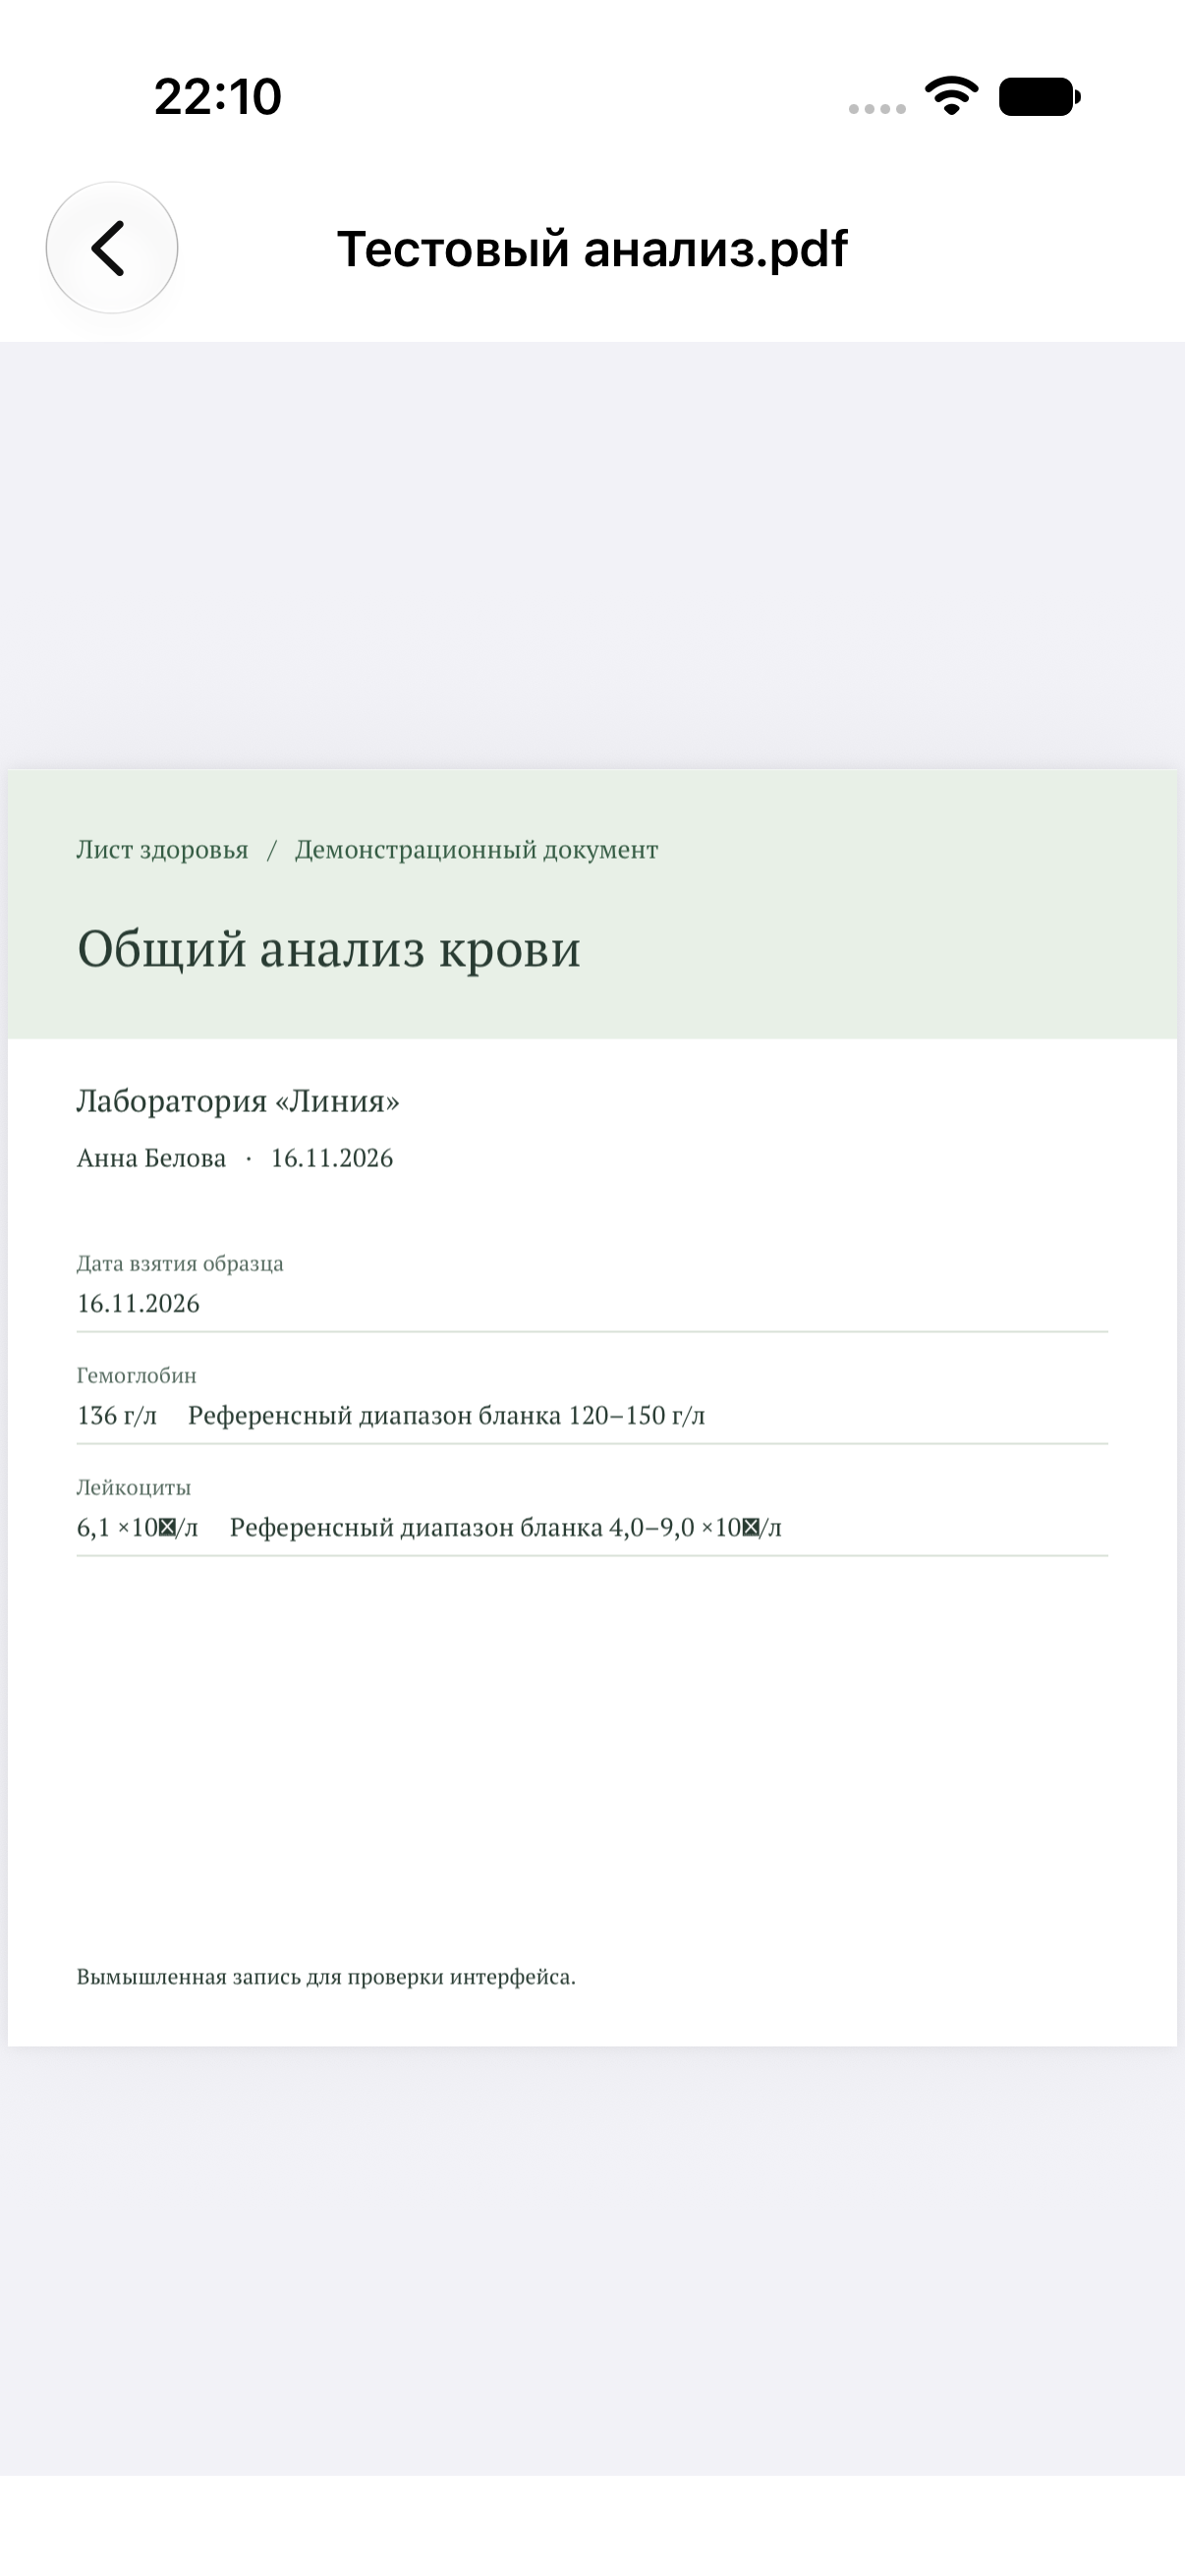 22:10
Тестовый анализ.pdf
Лист здоровья / Демонстрационный документ
Общий анализ крови
Лаборатория «Линия»
Анна Белова · 16.11.2026
Дата взятия образца
16.11.2026
Гемоглобин
136 г/л Референсный диапазон бланка 120–150 г/л
Лейкоциты
6,1 ×10☒/л Референсный диапазон бланка 4,0–9,0 ×10☒/л
Вымышленная запись для проверки интерфейса.